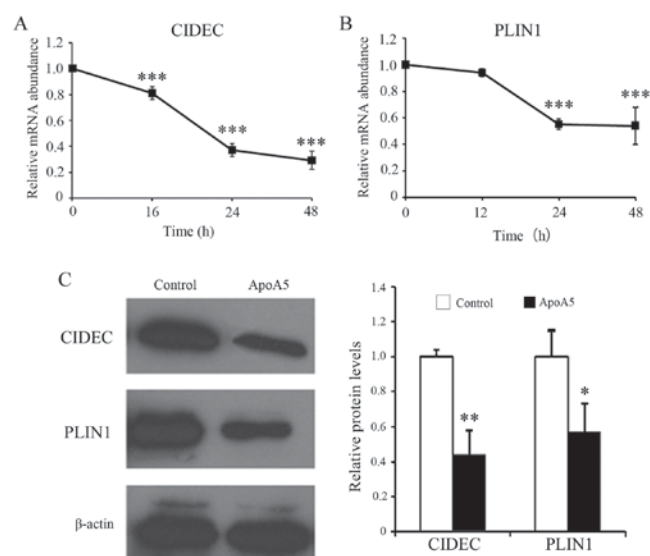 A
CIDEC
Relative mRNA abundance
1.2
1.0
0.8
0.6
0.4
0.2
0
***
***
***
0 16 24 48
Time (h)
B
PLIN1
Relative mRNA abundance
1.2
1.0
0.8
0.6
0.4
0.2
0
***
***
0 12 24 48
Time (h)
C
Control ApoA5
CIDEC
PLIN1
β-actin
Relative protein levels
1.4
1.2
1.0
0.8
0.6
0.4
0.2
0
Control ApoA5
**
*
CIDEC PLIN1